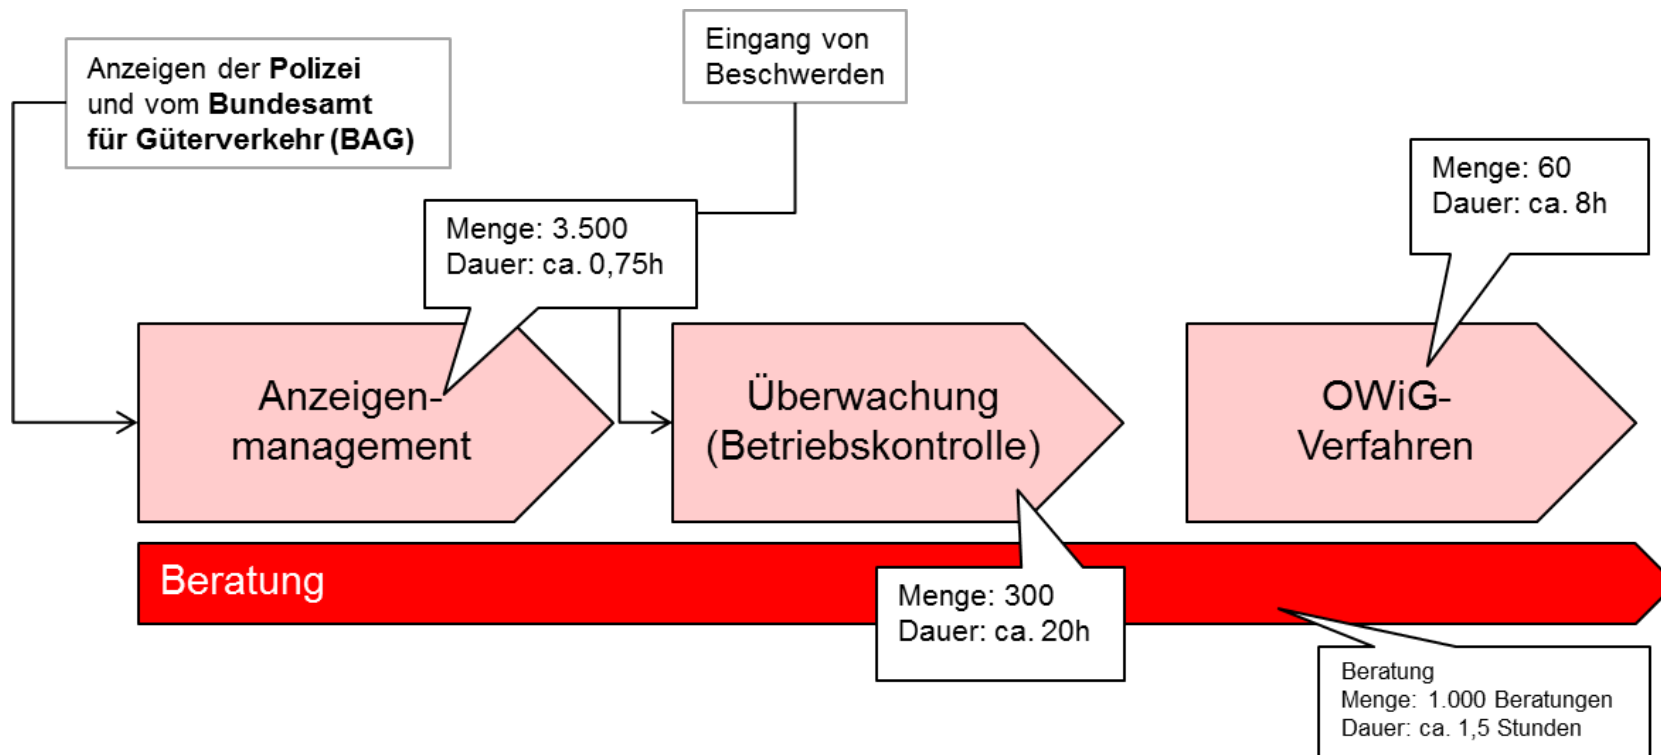 Anzeigen der Polizei
und vom Bundesamt
für Güterverkehr (BAG)
Eingang von
Beschwerden
Menge: 60
Dauer: ca. 8h
Menge: 3.500
Dauer: ca. 0,75h
Anzeigen-
management
Überwachung
(Betriebskontrolle)
OWiG-
Verfahren
Beratung
Menge: 300
Dauer: ca. 20h
Beratung
Menge: 1.000 Beratungen
Dauer: ca. 1,5 Stunden